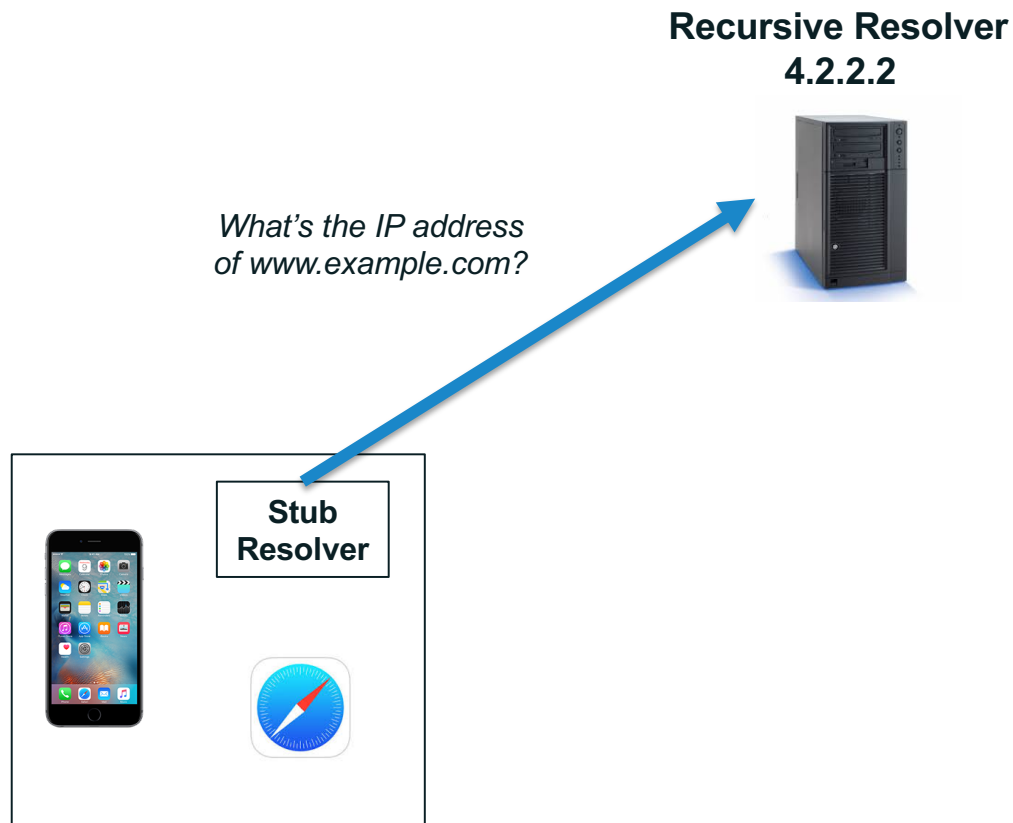 Recursive Resolver
4.2.2.2
What's the IP address
of www.example.com?
Stub
Resolver